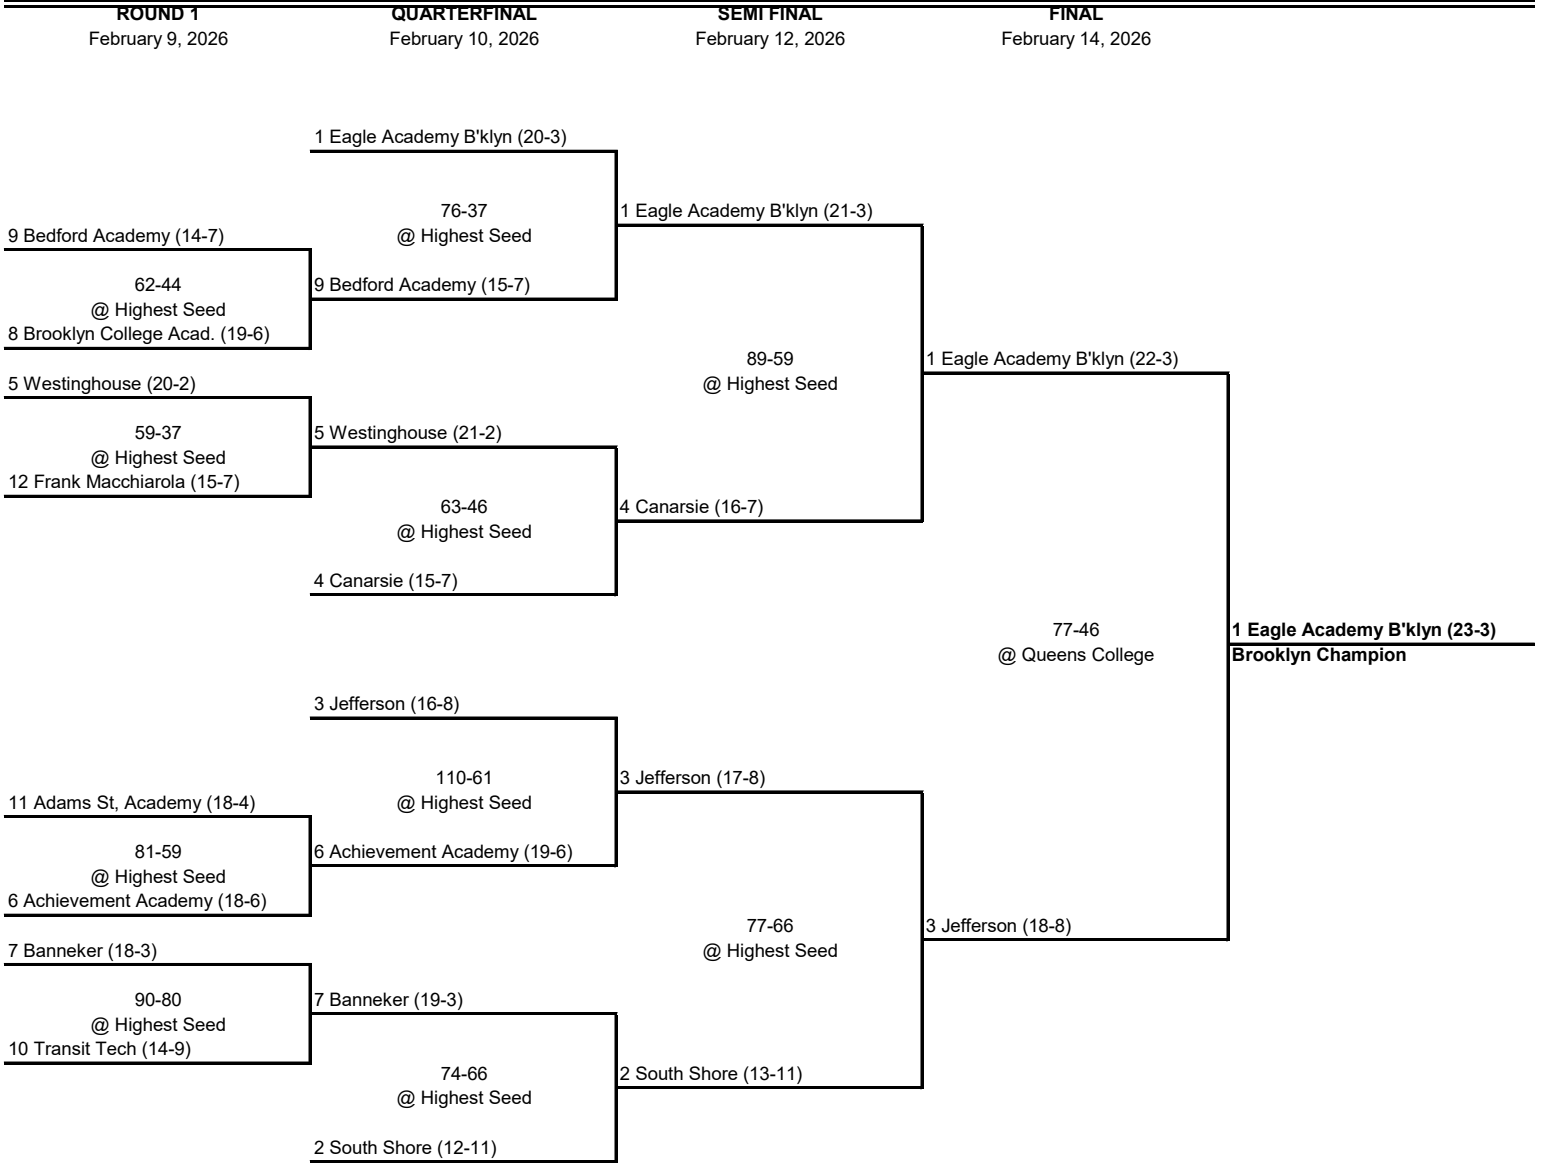 ROUND 1
QUARTERFINAL
SEMI FINAL
FINAL
February 9, 2026
February 10, 2026
February 12, 2026
February 14, 2026
1 Eagle Academy B'klyn (20-3)
76-37
@ Highest Seed
1 Eagle Academy B'klyn (21-3)
9 Bedford Academy (14-7)
62-44
@ Highest Seed
9 Bedford Academy (15-7)
8 Brooklyn College Acad. (19-6)
89-59
@ Highest Seed
1 Eagle Academy B'klyn (22-3)
5 Westinghouse (20-2)
59-37
@ Highest Seed
5 Westinghouse (21-2)
12 Frank Macchiarola (15-7)
63-46
@ Highest Seed
4 Canarsie (16-7)
4 Canarsie (15-7)
77-46
@ Queens College
1 Eagle Academy B'klyn (23-3)
Brooklyn Champion
3 Jefferson (16-8)
110-61
@ Highest Seed
3 Jefferson (17-8)
11 Adams St, Academy (18-4)
81-59
@ Highest Seed
6 Achievement Academy (19-6)
6 Achievement Academy (18-6)
77-66
@ Highest Seed
3 Jefferson (18-8)
7 Banneker (18-3)
90-80
@ Highest Seed
7 Banneker (19-3)
10 Transit Tech (14-9)
74-66
@ Highest Seed
2 South Shore (13-11)
2 South Shore (12-11)